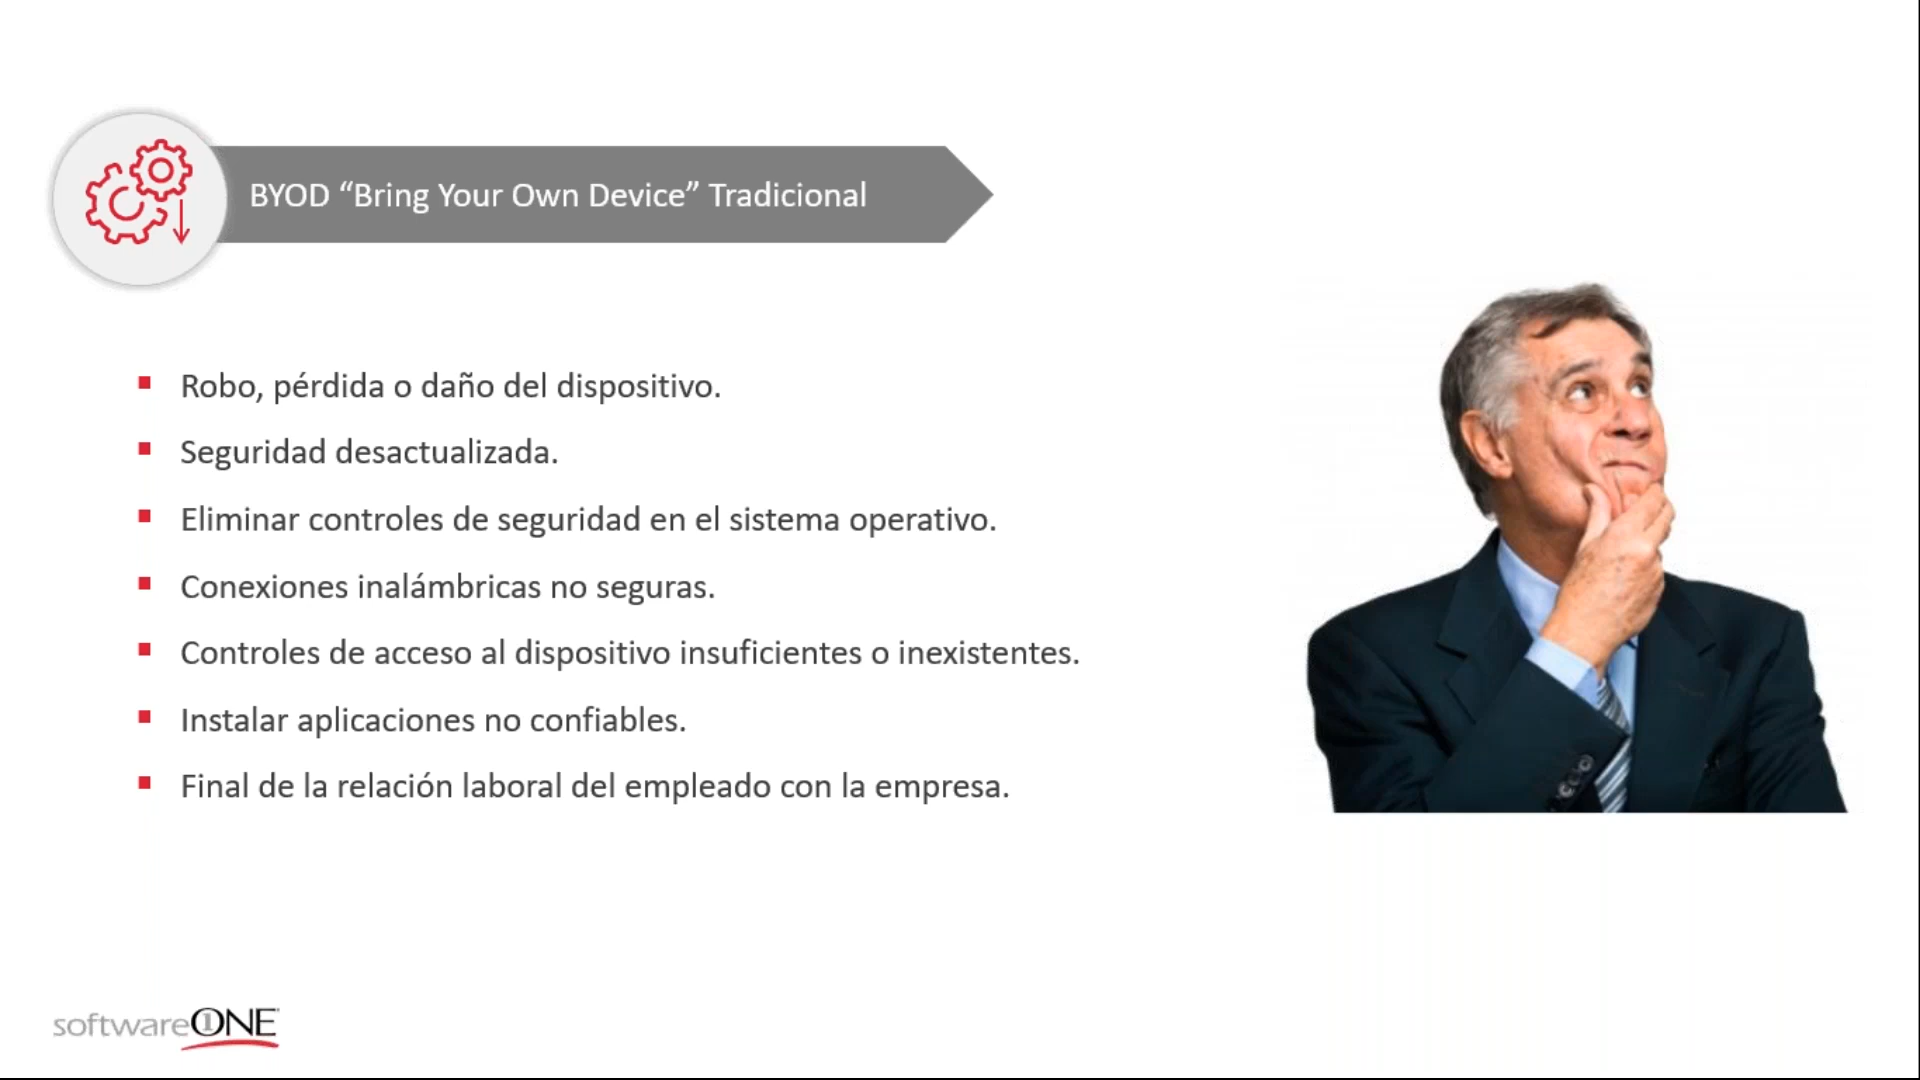 BYOD “Bring Your Own Device” Tradicional
Robo, pérdida o daño del dispositivo.
Seguridad desactualizada.
Eliminar controles de seguridad en el sistema operativo.
Conexiones inalámbricas no seguras.
Controles de acceso al dispositivo insuficientes o inexistentes.
Instalar aplicaciones no confiables.
Final de la relación laboral del empleado con la empresa.
softwareONE